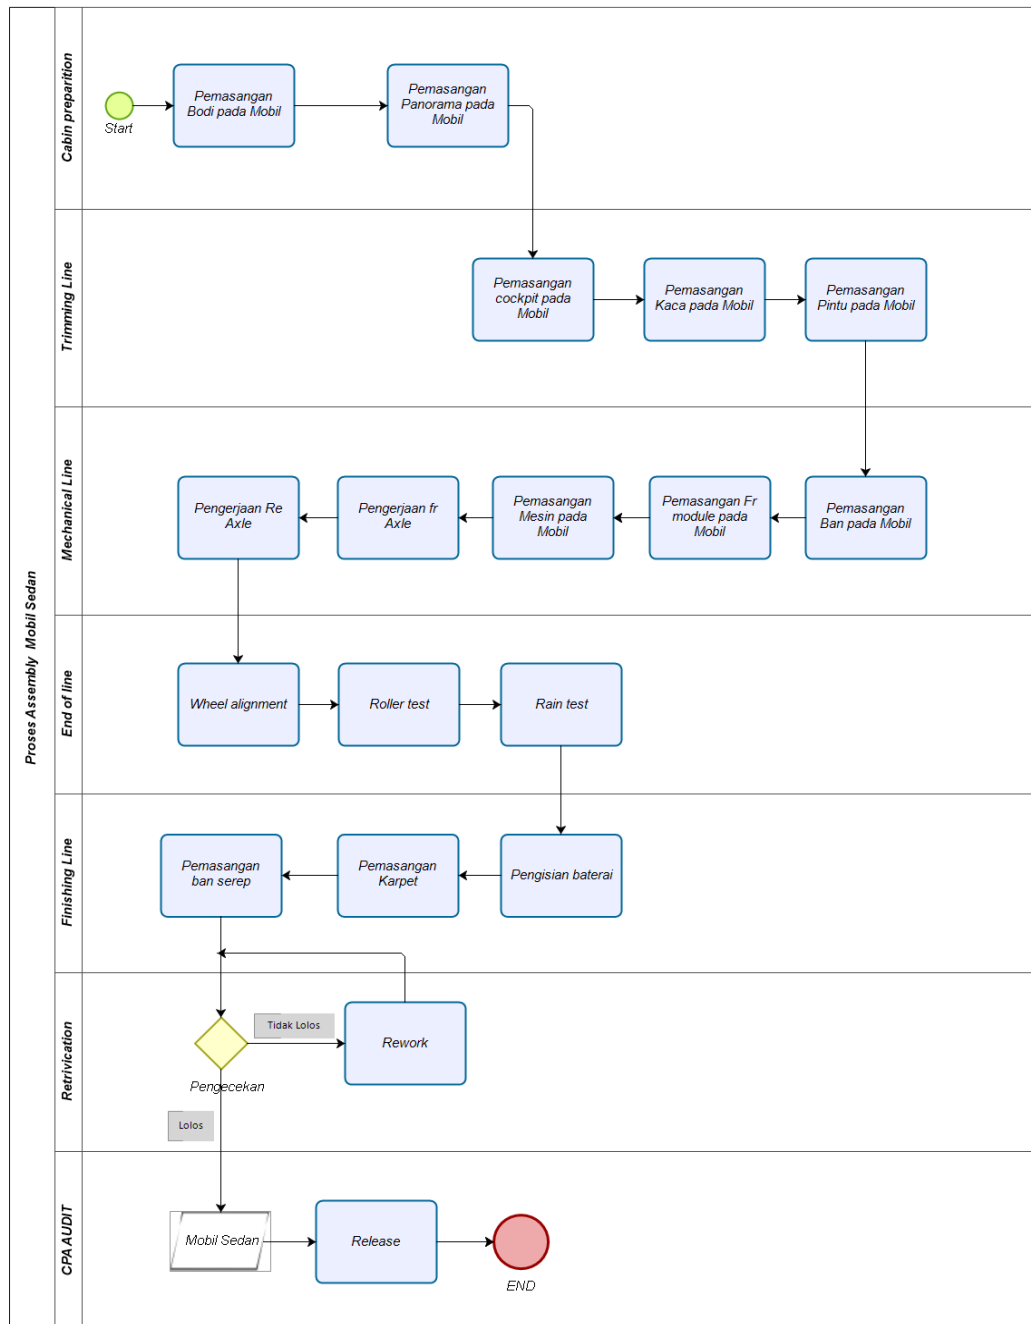 Proses Assembly  Mobil Sedan
Cabin prepartition
Start
Pemasangan
Bodi pada Mobil
Pemasangan
Panorama pada
Mobil
Trimming Line
Pemasangan
cockpit pada
Mobil
Pemasangan
Kaca pada Mobil
Pemasangan
Pintu pada Mobil
Mechanical Line
Pengerjaan Re
Axle
Pengerjaan fr
Axle
Pemasangan
Mesin pada
Mobil
Pemasangan Fr
module pada
Mobil
Pemasangan
Ban pada Mobil
End of line
Wheel alignment
Roller test
Rain test
Finishing Line
Pemasangan
ban serep
Pemasangan
Karpet
Pengisian baterai
Retrivication
Tidak Lolos
Rework
Pengecekan
Lolos
CPA AUDIT
Mobil Sedan
Release
END